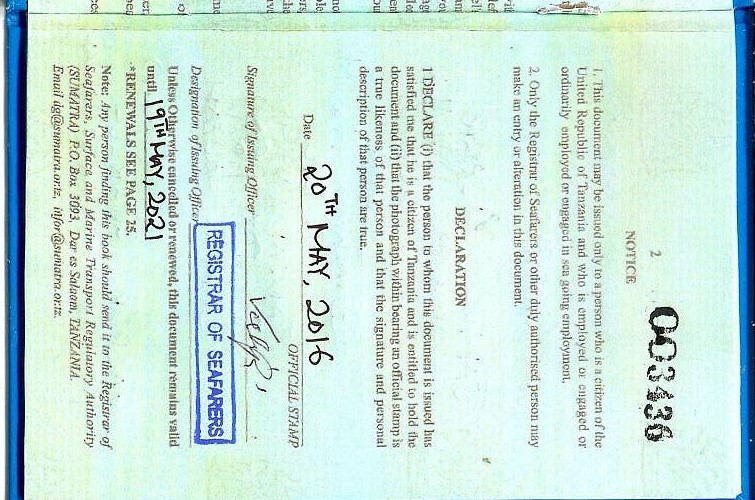 2
003436
NOTICE
1. This document may be issued only to a person who is a citizen of the
United Republic of Tanzania and who is employed or engaged or
ordinarily employed or engaged in sea going employment.
2. Only the Registrar of Seafarers or other duly authorised person may
make an entry or alteration in this document.
DECLARATION
I DECLARE (i) that the person to whom this document is issued has
satisfied me that he is a citizen of Tanzania and is entitled to hold the
document and (ii) that the photograph within bearing an official stamp is
a true likeness of that person and that the signature and personal
description of that person are true.
Date 20TH MAY, 2016
OFFICIAL STAMP
Signature of Issuing Officer
Designation of Issuing Officer REGISTRAR OF SEAFARERS
Unless Otherwise cancelled or renewed, this document remains valid
until 19TH MAY, 2021
*RENEWALS SEE PAGE 25.
Note: Any person finding this book should send it to the Registrar of
Seafarers, Surface and Marine Transport Regulatory Authority
(SUMATRA) P.O. Box 3093, Dar es Salaam, TANZANIA.
Email dg@sumatra.or.tz, infor@sumatra.or.tz.